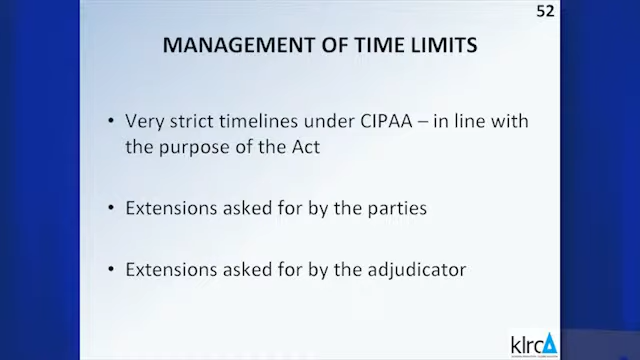 52
MANAGEMENT OF TIME LIMITS
• Very strict timelines under CIPAA – in line with
the purpose of the Act
• Extensions asked for by the parties
• Extensions asked for by the adjudicator
klrcA